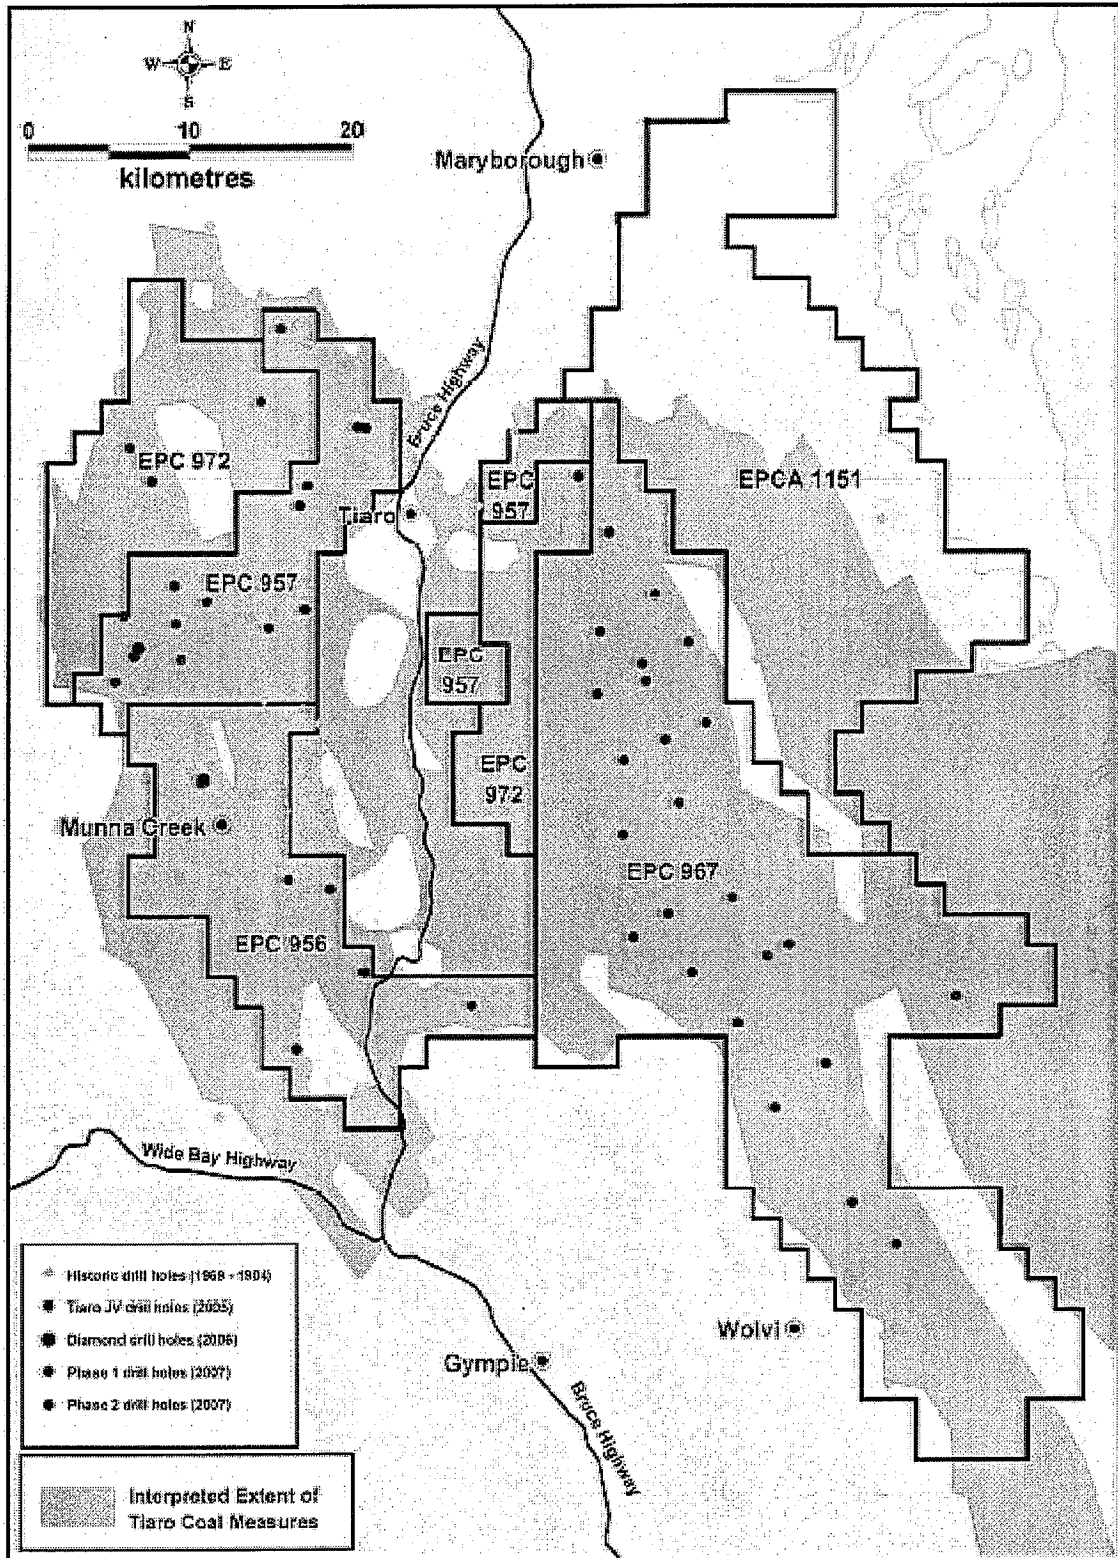 N
W E
S
0 10 20
kilometres
Maryborough
Bruce Highway
EPC 972
EPC
957
EPCA 1151
Tiaro
EPC 957
EPC
957
EPC
972
Munna Creek
EPC 967
EPC 956
Wide Bay Highway
Historic drill holes (1968 - 1904)
Tiaro JV drill holes (2005)
Diamond drill holes (2006)
Phase 1 drill holes (2007)
Phase 2 drill holes (2007)
Wolvi
Gympie
Bruce Highway
Interpreted Extent of
Tiaro Coal Measures